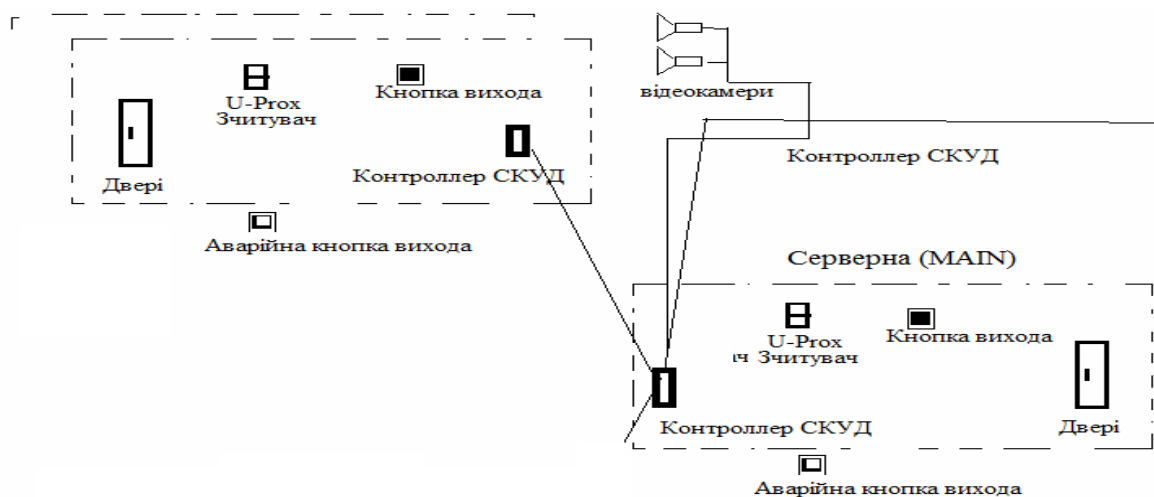 Кнопка вихода
U-Prox
Зчитувач
Контроллер СКУД
Двері
Аварійна кнопка вихода
відеокамери
Контроллер СКУД
Серверна (MAIN)
Кнопка вихода
U-Prox
ич Зчитувач
Контроллер СКУД
Двері
Аварійна кнопка вихода